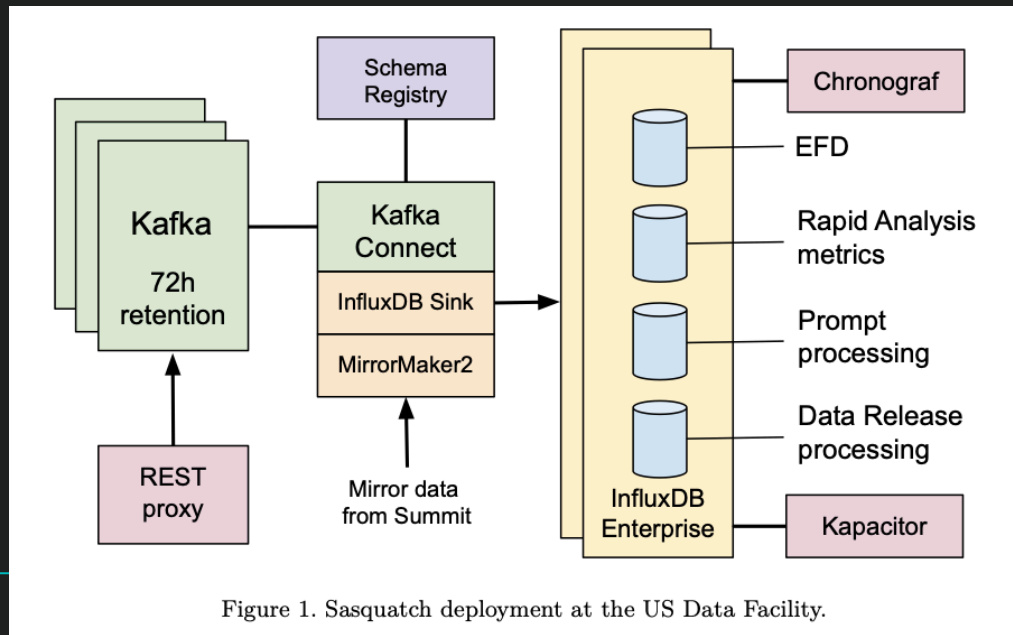 Schema
Registry
Kafka
72h
retention
Kafka
Connect
InfluxDB Sink
MirrorMaker2
REST
proxy
Mirror data
from Summit
Chronograf
EFD
Rapid Analysis
metrics
Prompt
processing
Data Release
processing
InfluxDB
Enterprise
Kapacitor
Figure 1. Sasquatch deployment at the US Data Facility.